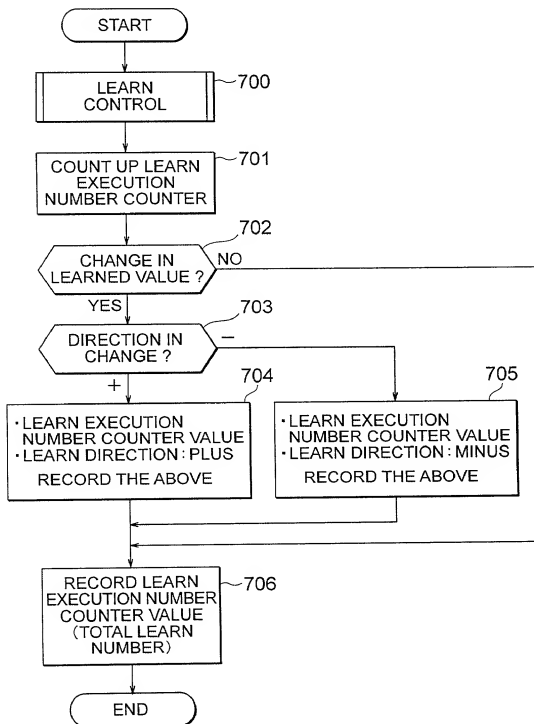 START
LEARN
CONTROL
700
COUNT UP LEARN
EXECUTION
NUMBER COUNTER
701
702
CHANGE IN
LEARNED VALUE ?
NO
YES
703
DIRECTION IN
CHANGE ?
−
+
704
・LEARN EXECUTION
NUMBER COUNTER VALUE
・LEARN DIRECTION : PLUS
RECORD THE ABOVE
705
・LEARN EXECUTION
NUMBER COUNTER VALUE
・LEARN DIRECTION : MINUS
RECORD THE ABOVE
RECORD LEARN
EXECUTION NUMBER
COUNTER VALUE
(TOTAL LEARN
NUMBER)
706
END